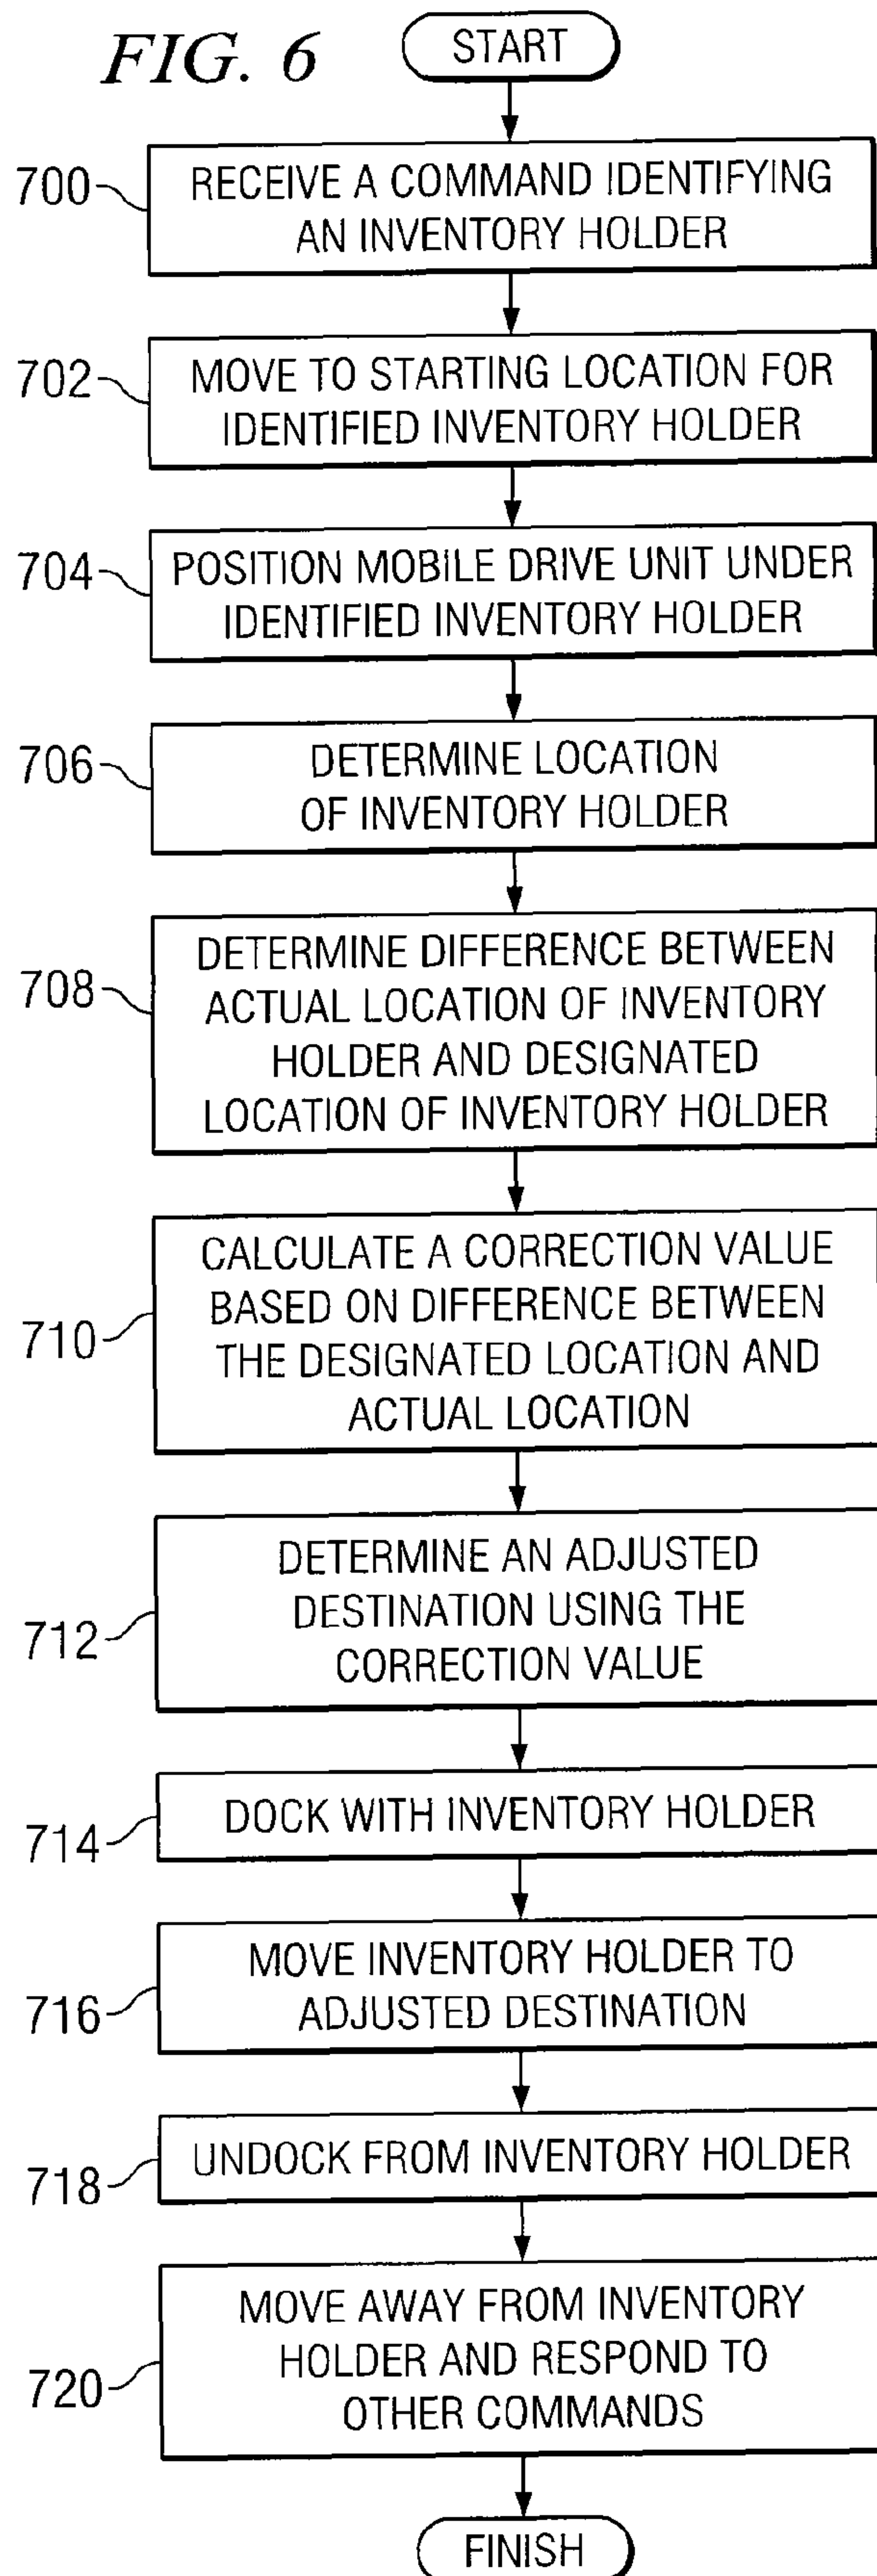 FIG. 6
START
700
RECEIVE A COMMAND IDENTIFYING
AN INVENTORY HOLDER
702
MOVE TO STARTING LOCATION FOR
IDENTIFIED INVENTORY HOLDER
704
POSITION MOBILE DRIVE UNIT UNDER
IDENTIFIED INVENTORY HOLDER
706
DETERMINE LOCATION
OF INVENTORY HOLDER
708
DETERMINE DIFFERENCE BETWEEN
ACTUAL LOCATION OF INVENTORY
HOLDER AND DESIGNATED
LOCATION OF INVENTORY HOLDER
710
CALCULATE A CORRECTION VALUE
BASED ON DIFFERENCE BETWEEN
THE DESIGNATED LOCATION AND
ACTUAL LOCATION
712
DETERMINE AN ADJUSTED
DESTINATION USING THE
CORRECTION VALUE
714
DOCK WITH INVENTORY HOLDER
716
MOVE INVENTORY HOLDER TO
ADJUSTED DESTINATION
718
UNDOCK FROM INVENTORY HOLDER
720
MOVE AWAY FROM INVENTORY
HOLDER AND RESPOND TO
OTHER COMMANDS
FINISH